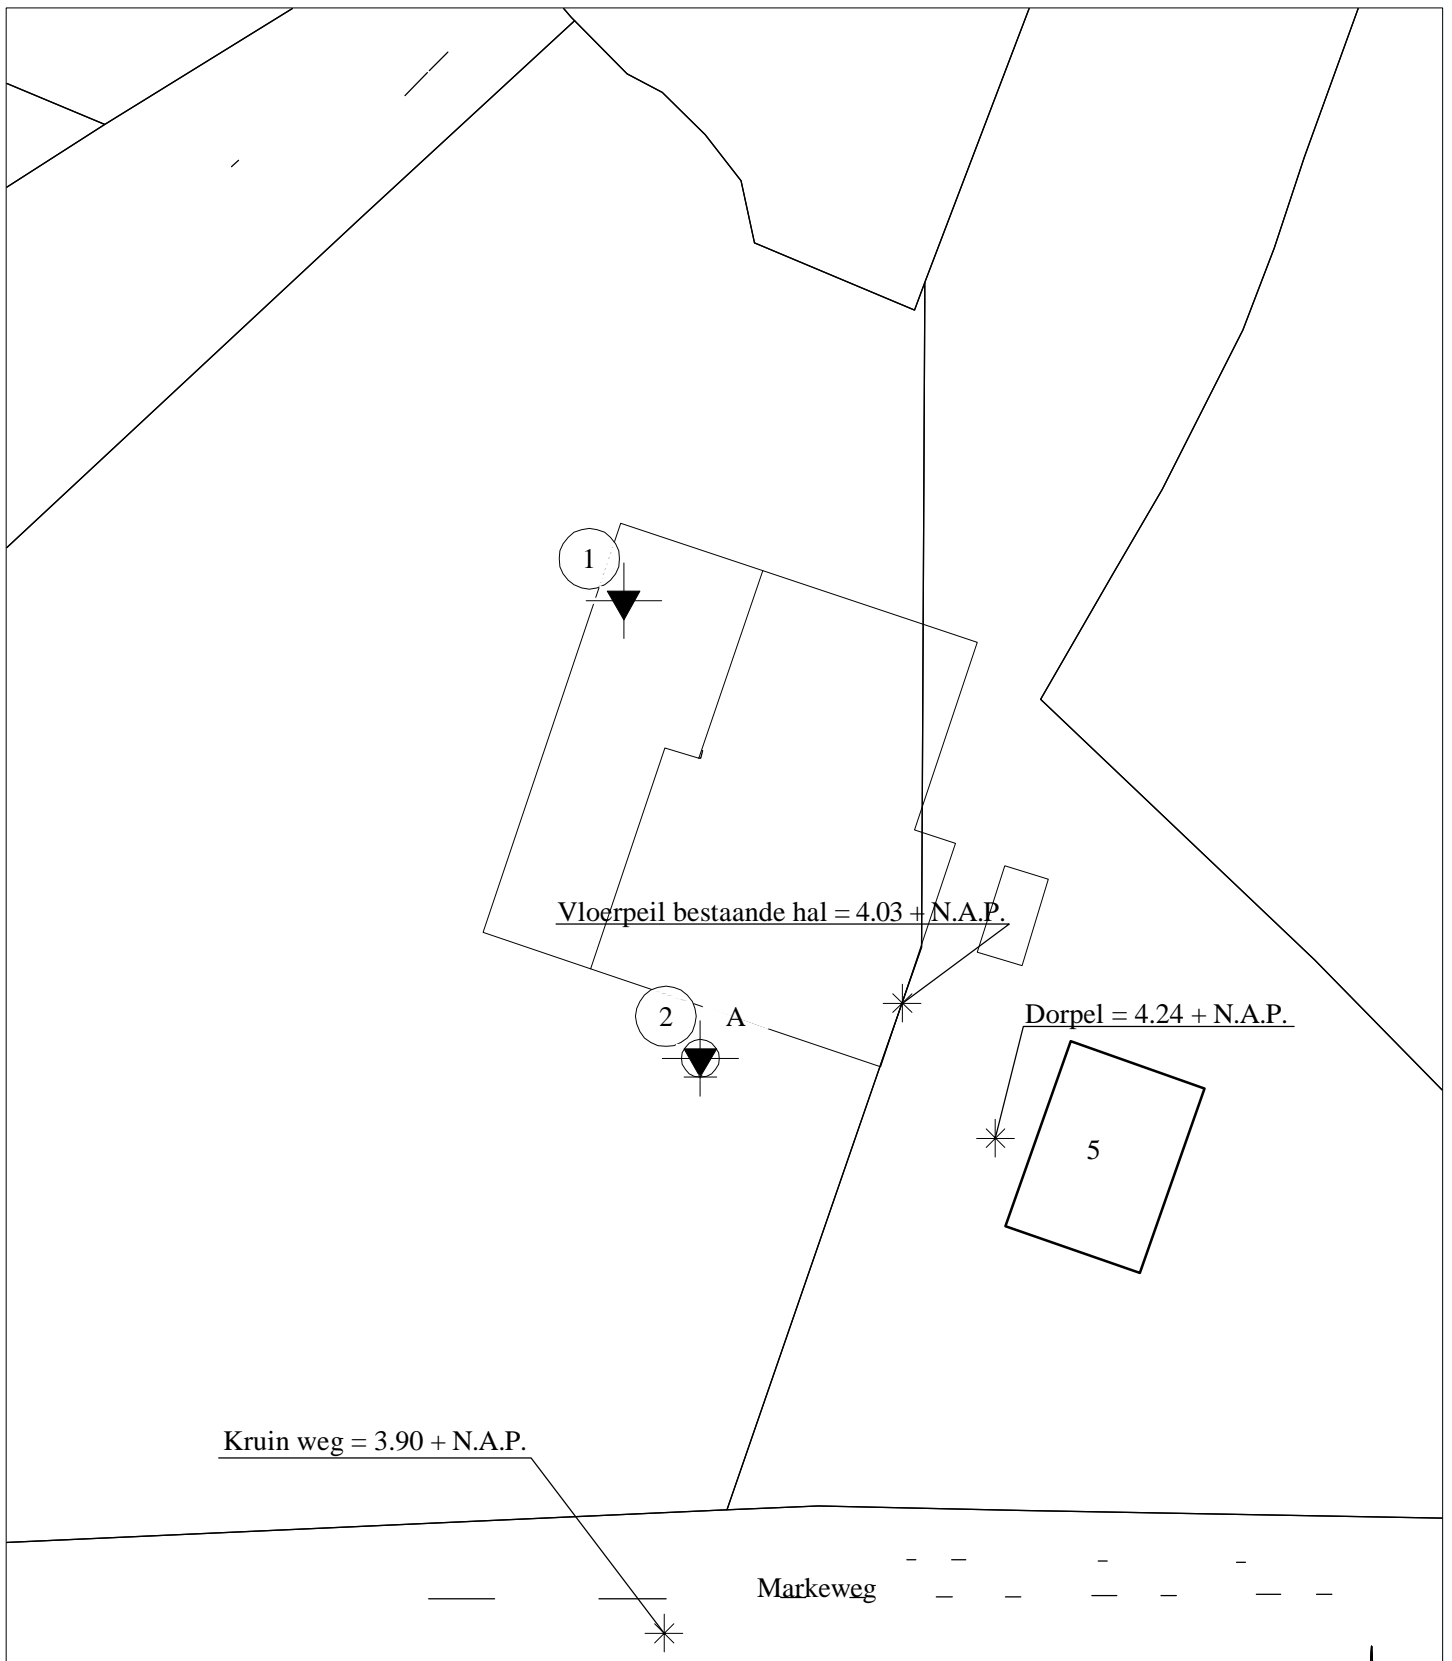 1
Vloerpeil bestaande hal = 4.03 + N.A.P.
2
A
Dorpel = 4.24 + N.A.P.
5
Kruin weg = 3.90 + N.A.P.
Markeweg